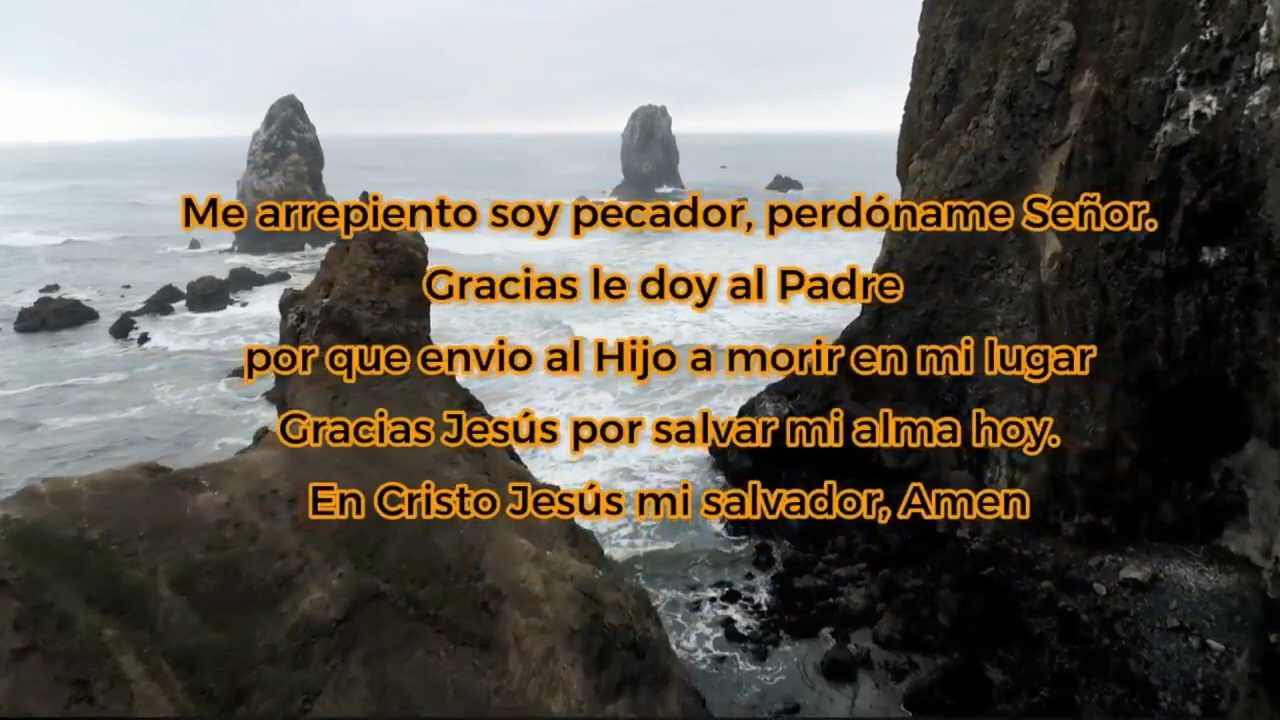 Me arrepiento soy pecador, perdóname Señor.
Gracias le doy al Padre
por que envio al Hijo a morir en mi lugar
Gracias Jesús por salvar mi alma hoy.
En Cristo Jesús mi salvador, Amen